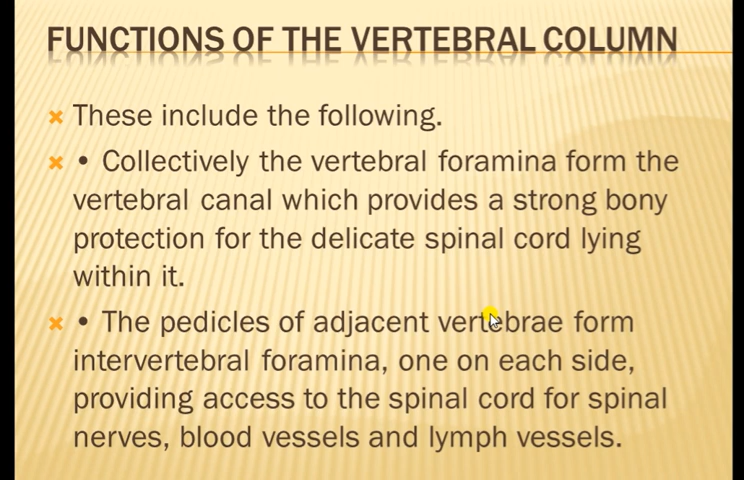 FUNCTIONS OF THE VERTEBRAL COLUMN
These include the following.
• Collectively the vertebral foramina form the
vertebral canal which provides a strong bony
protection for the delicate spinal cord lying
within it.
• The pedicles of adjacent vertebrae form
intervertebral foramina, one on each side,
providing access to the spinal cord for spinal
nerves, blood vessels and lymph vessels.